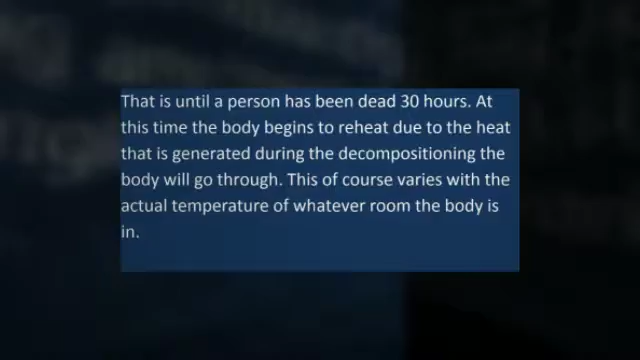 That is until a person has been dead 30 hours. At
this time the body begins to reheat due to the heat
that is generated during the decompositioning the
body will go through. This of course varies with the
actual temperature of whatever room the body is
in.